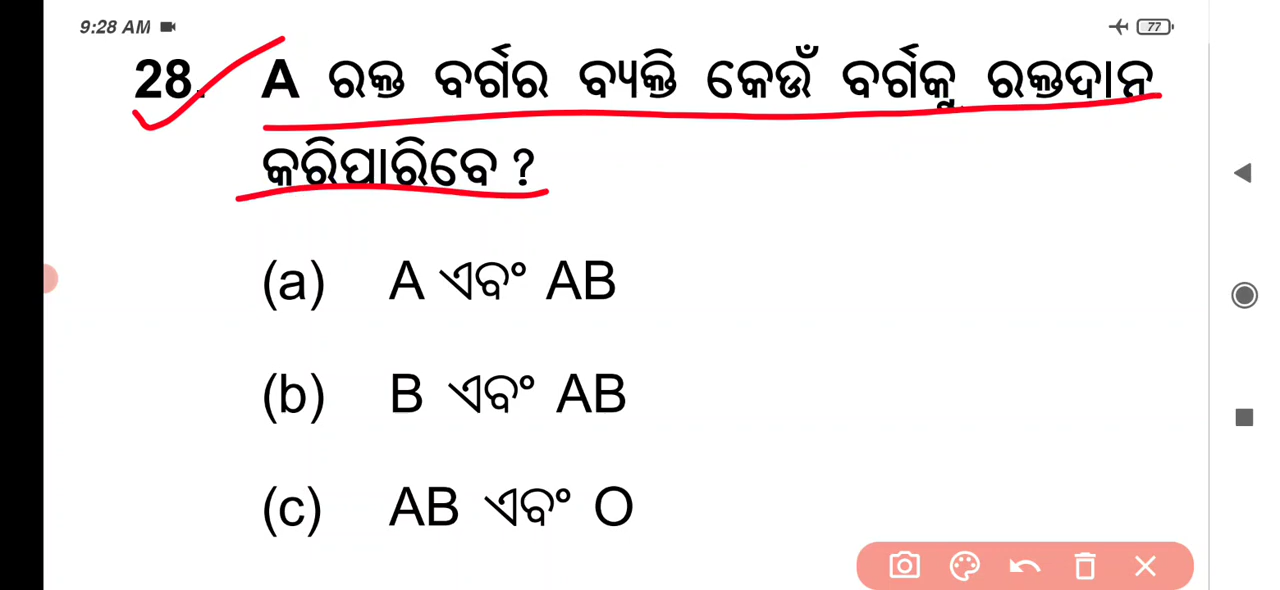 9:28 AM
77
28. A ରକ୍ତ ବର୍ଗର ବ୍ୟକ୍ତି କେଉଁ ବର୍ଗକୁ ରକ୍ତଦାନ
କରିପାରିବେ ?
(a) A ଏବଂ AB
(b) B ଏବଂ AB
(c) AB ଏବଂ O